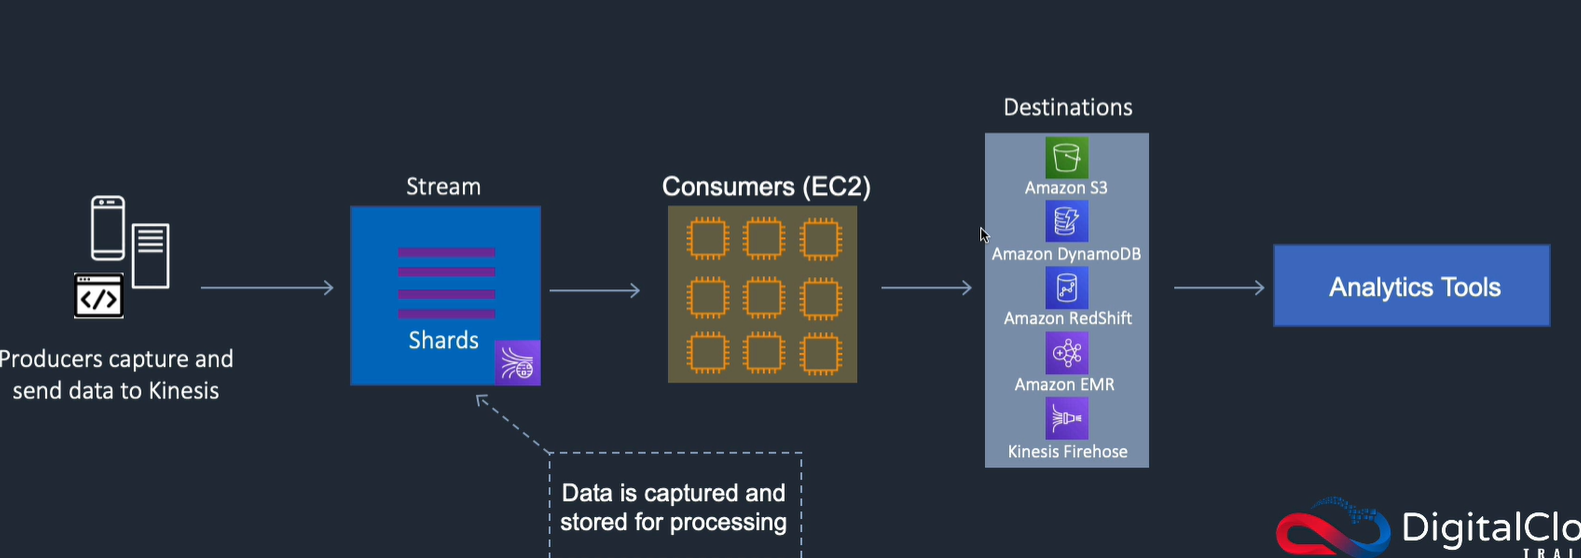 Destinations
Stream
Consumers (EC2)
Amazon S3
Amazon DynamoDB
Amazon RedShift
Amazon EMR
Kinesis Firehose
Analytics Tools
Shards
</>
Producers capture and
send data to Kinesis
Data is captured and
stored for processing
DigitalClo
TRAI